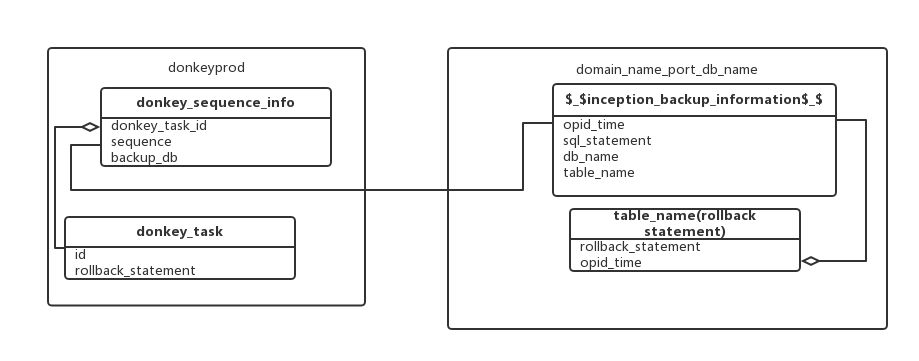 donkeyprod
donkey_sequence_info
donkey_task_id
sequence
backup_db
donkey_task
id
rollback_statement
domain_name_port_db_name
$_$inception_backup_information$_$
opid_time
sql_statement
db_name
table_name
table_name(rollback
statement)
rollback_statement
opid_time